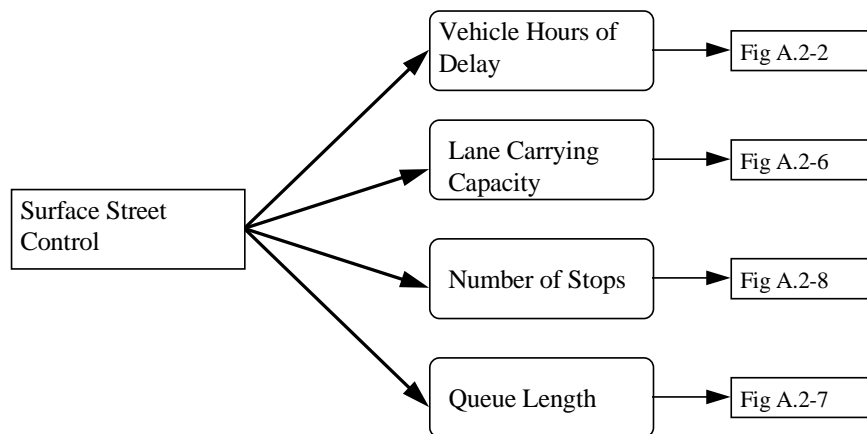 Surface Street
Control
Vehicle Hours of
Delay
Fig A.2-2
Lane Carrying
Capacity
Fig A.2-6
Number of Stops
Fig A.2-8
Queue Length
Fig A.2-7